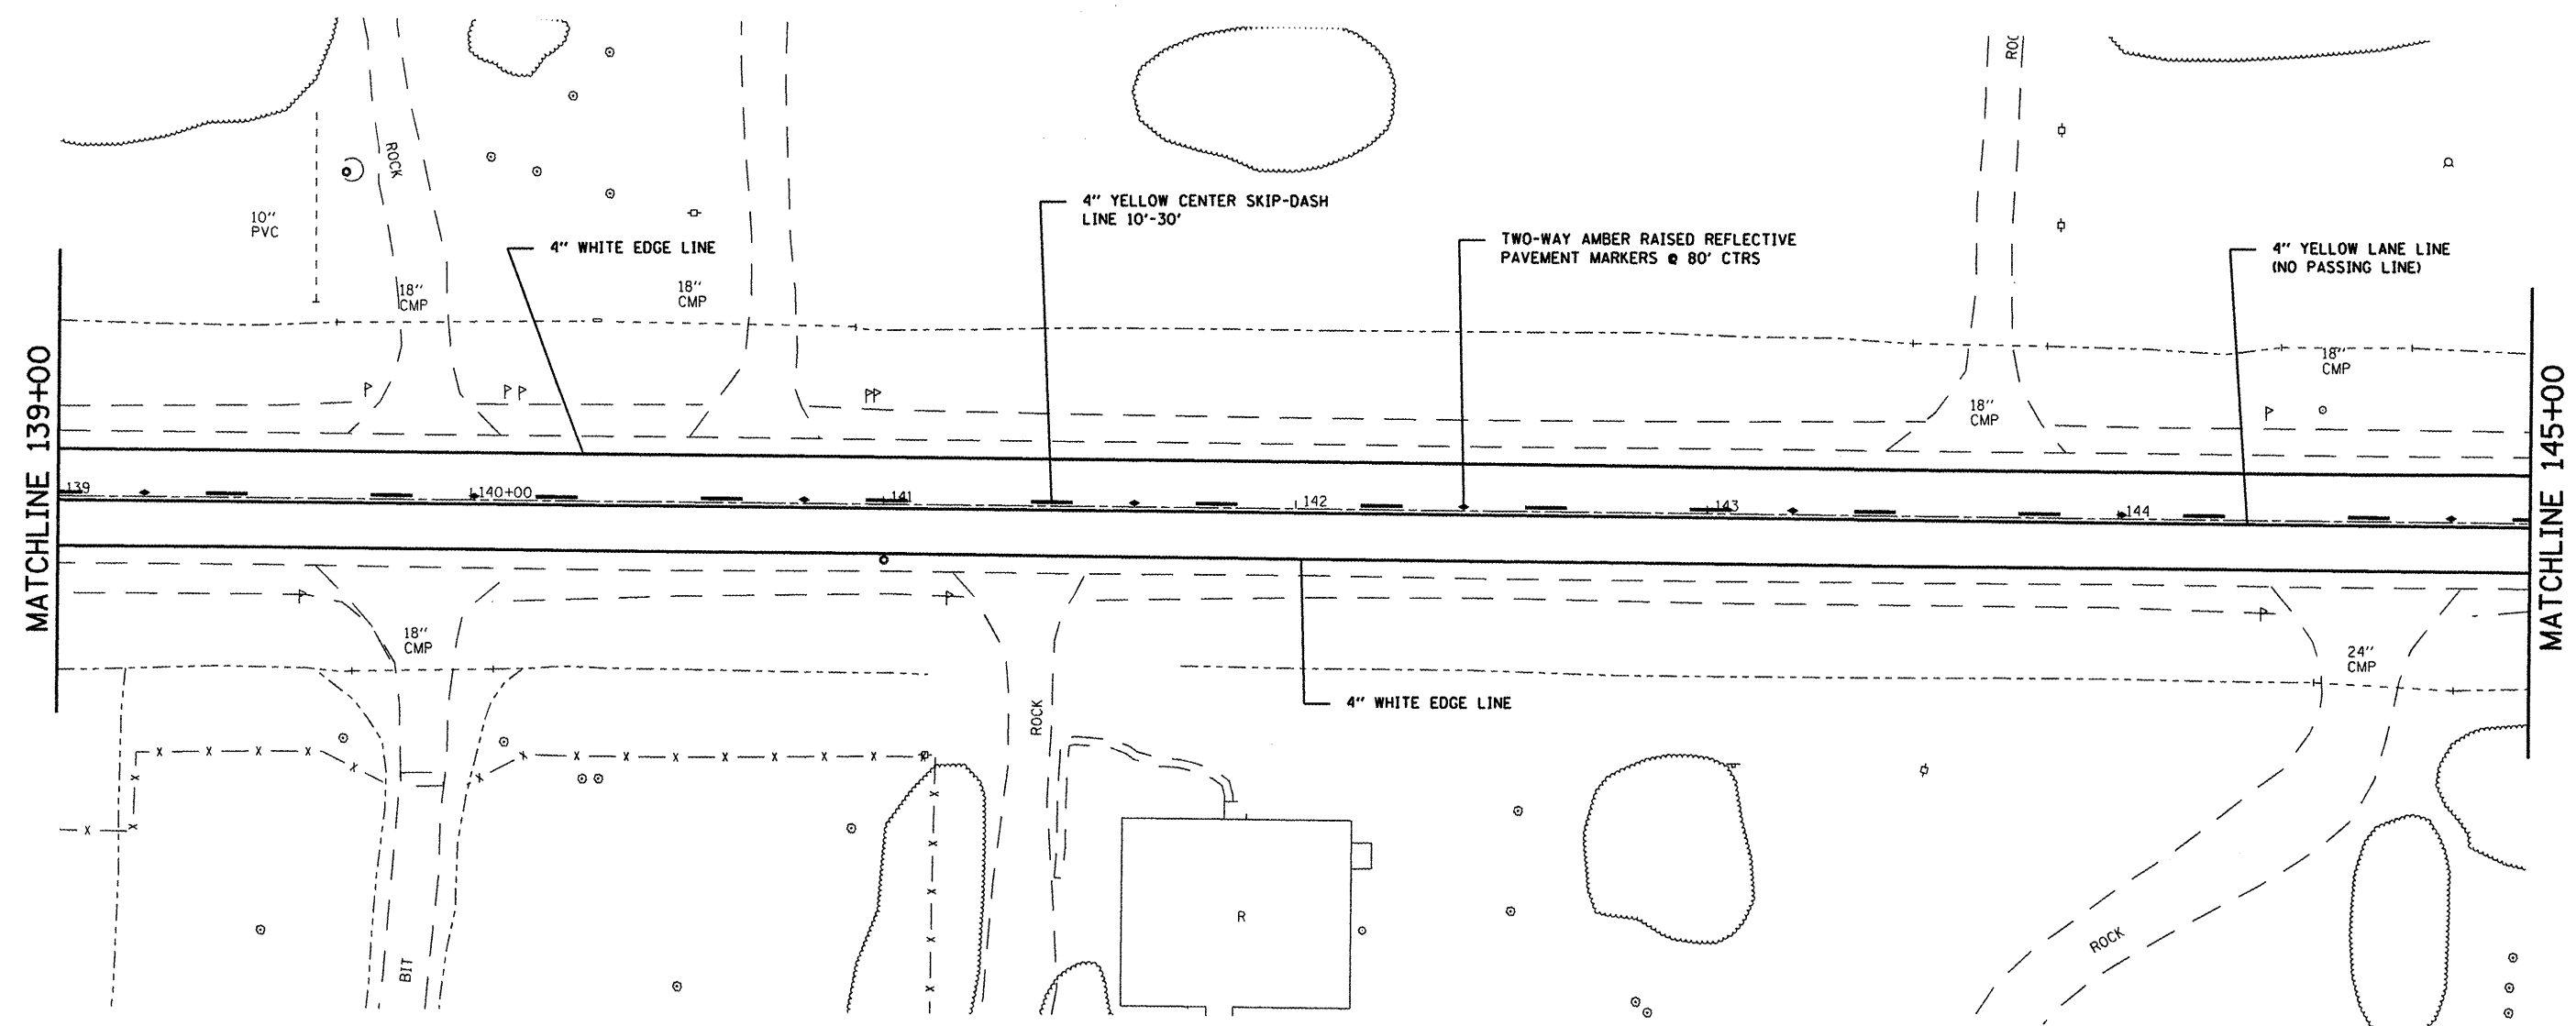 ROCK
ROC
10"
PVC
4" YELLOW CENTER SKIP-DASH
LINE 10'-30'
4" WHITE EDGE LINE
TWO-WAY AMBER RAISED REFLECTIVE
PAVEMENT MARKERS @ 80' CTRS
4" YELLOW LANE LINE
(NO PASSING LINE)
18"
CMP
18"
CMP
18"
CMP
18"
CMP
MATCHLINE 139+00
139
140+00
141
142
143
144
MATCHLINE 145+00
18"
CMP
24"
CMP
ROCK
4" WHITE EDGE LINE
R
BIT
ROCK